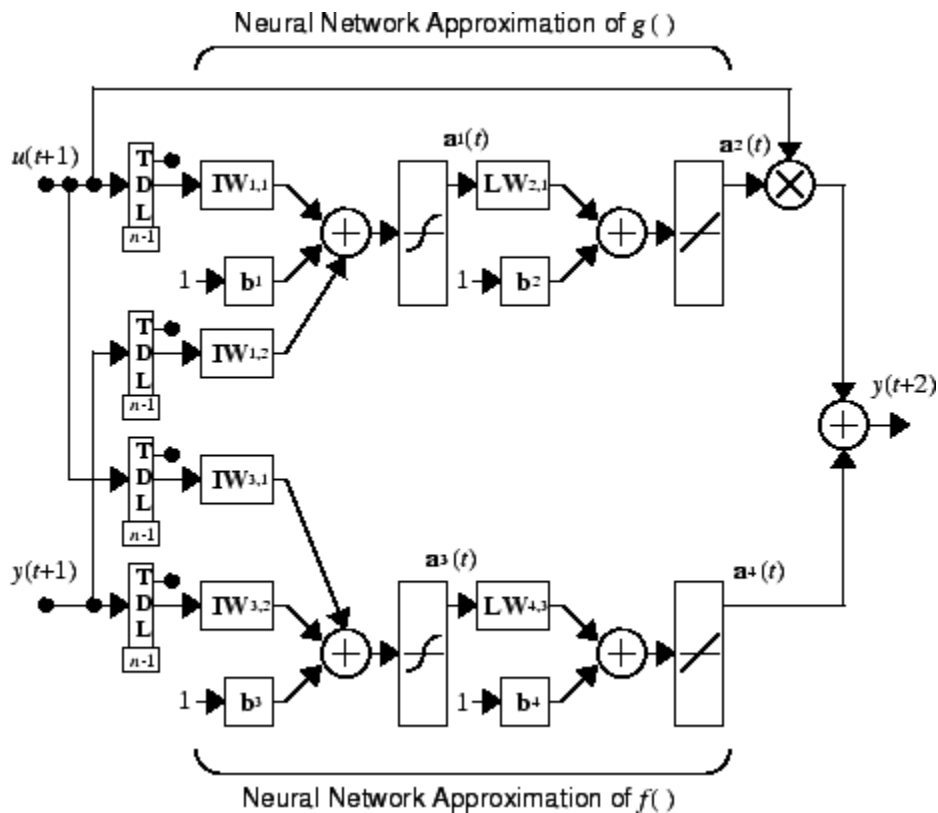 Neural Network Approximation of g ( )
a1(t)
a2 (t)
u(t+1)
T
D
L
n-1
IW1,1
LW2,1
1
b1
1
b2
T
D
L
n-1
IW1,2
y(t+2)
T
D
L
n-1
IW3,1
y(t+1)
a3 (t)
a4 (t)
T
D
L
n-1
IW3,2
LW4,3
1
b3
1
b4
Neural Network Approximation of f ( )